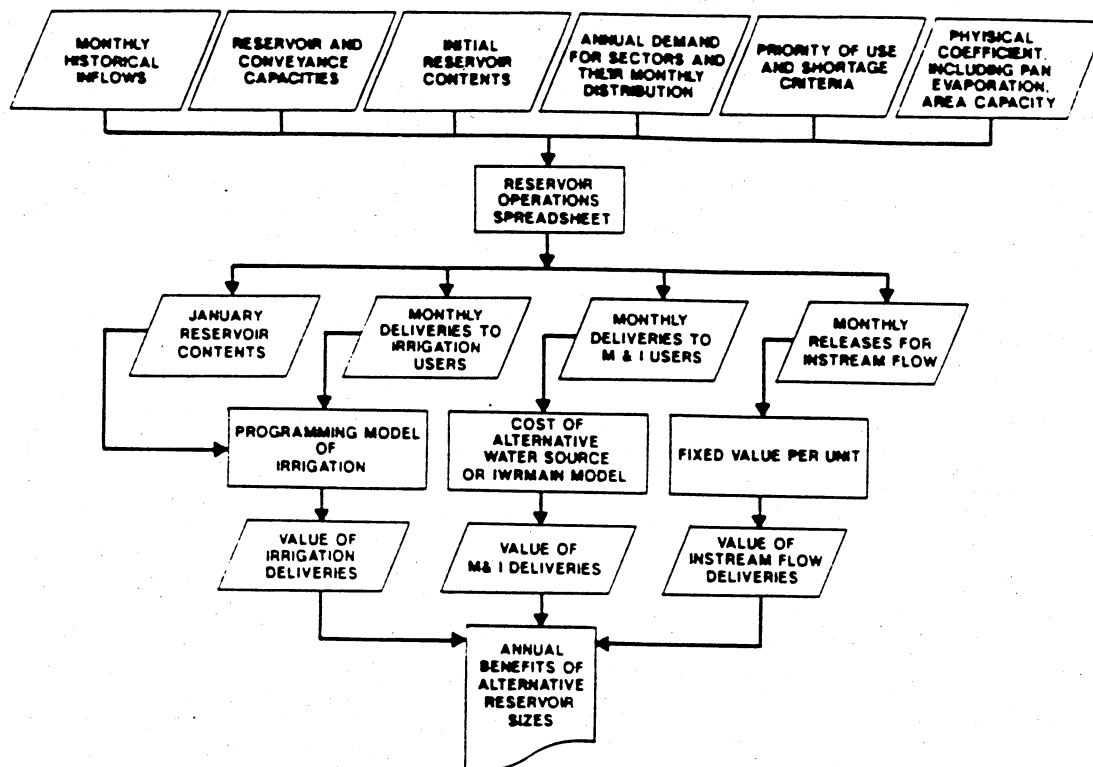 MONTHLY
HISTORICAL
INFLOWS
RESERVOIR AND
CONVEYANCE
CAPACITIES
INITIAL
RESERVOIR
CONTENTS
ANNUAL DEMAND
FOR SECTORS AND
THEIR MONTHLY
DISTRIBUTION
PRIORITY OF USE
AND SHORTAGE
CRITERIA
PHYISICAL
COEFFICIENT,
INCLUDING PAN
EVAPORATION,
AREA CAPACITY
RESERVOIR
OPERATIONS
SPREADSHEET
JANUARY
RESERVOIR
CONTENTS
MONTHLY
DELIVERIES TO
IRRIGATION
USERS
MONTHLY
DELIVERIES TO
M & I USERS
MONTHLY
RELEASES FOR
INSTREAM FLOW
PROGRAMMING MODEL
OF
IRRIGATION
COST OF
ALTERNATIVE
WATER SOURCE
OR IWRMAIN MODEL
FIXED VALUE PER UNIT
VALUE OF
IRRIGATION
DELIVERIES
VALUE OF
M& I DELIVERIES
VALUE OF
INSTREAM FLOW
DELIVERIES
ANNUAL
BENEFITS OF
ALTERNATIVE
RESERVOIR
SIZES